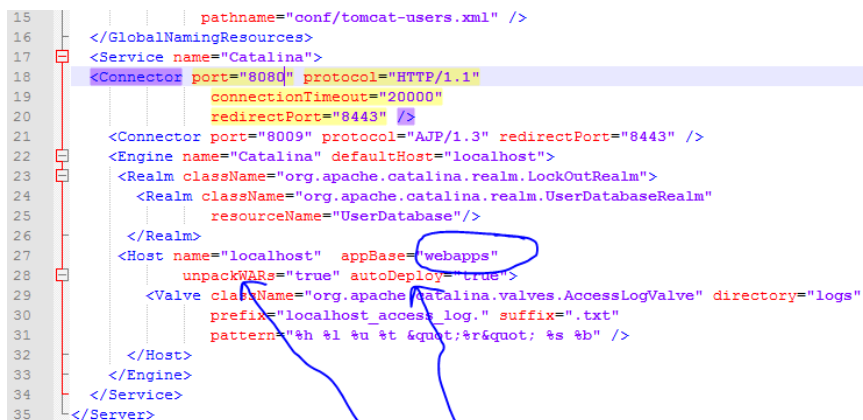 15 pathname="conf/tomcat-users.xml" />
16 </GlobalNamingResources>
17 <Service name="Catalina">
18 <Connector port="8080" protocol="HTTP/1.1"
19 connectionTimeout="20000"
20 redirectPort="8443" />
21 <Connector port="8009" protocol="AJP/1.3" redirectPort="8443" />
22 <Engine name="Catalina" defaultHost="localhost">
23 <Realm className="org.apache.catalina.realm.LockOutRealm">
24 <Realm className="org.apache.catalina.realm.UserDatabaseRealm"
25 resourceName="UserDatabase"/>
26 </Realm>
27 <Host name="localhost" appBase="webapps"
28 unpackWARs="true" autoDeploy="true">
29 <Valve className="org.apache.catalina.valves.AccessLogValve" directory="logs"
30 prefix="localhost_access_log." suffix=".txt"
31 pattern="%h %l %u %t &quot;%r&quot; %s %b" />
32 </Host>
33 </Engine>
34 </Service>
35 </Server>